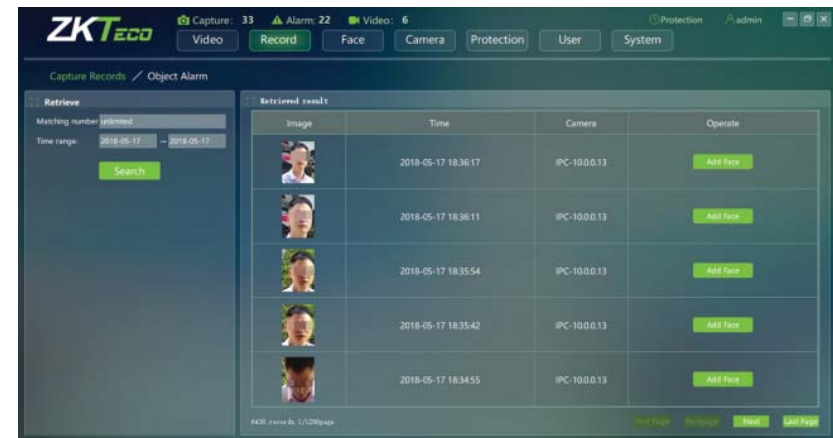 ZKTECO
Capture: 33 Alarm: 22 Video: 6
Protection admin
Video Record Face Camera Protection User System
Capture Records / Object Alarm
Retrieve
Matching number unlimited
Time range: 2018-05-17 – 2018-05-17
Search
Retrieved result
Image Time Camera Operate
2018-05-17 18:36:17 IPC-10.0.0.13 Add Face
2018-05-17 18:36:11 IPC-10.0.0.13 Add Face
2018-05-17 18:35:54 IPC-10.0.0.13 Add Face
2018-05-17 18:35:42 IPC-10.0.0.13 Add Face
2018-05-17 18:34:55 IPC-10.0.0.13 Add Face
records 1/1286page
Next Last Page